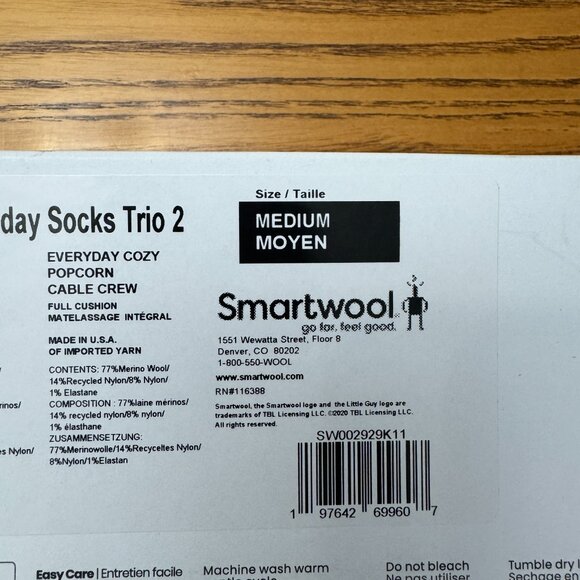 day Socks Trio 2
EVERYDAY COZY
POPCORN
CABLE CREW
FULL CUSHION
MATELASSAGE INTÉGRAL
MADE IN U.S.A.
OF IMPORTED YARN
CONTENTS: 77%Merino Wool/
14%Recycled Nylon/8% Nylon/
1% Elastane
COMPOSITION : 77%laine mérinos/
14% recycled nylon/8% nylon/
1% élasthane
ZUSAMMENSETZUNG:
77%Merinowolle/14%Recyceltes Nylon/
8%Nylon/1%Elastan
Size / Taille
MEDIUM
MOYEN
Smartwool
go far. feel good.
1551 Wewatta Street, Floor 8
Denver, CO 80202
1-800-550-WOOL
www.smartwool.com
RN#116388
Smartwool, the Smartwool logo and the Little Guy logo are
trademarks of TBL Licensing LLC. ©2020 TBL Licensing LLC.
All rights reserved.
SW002929K11
1 97642 69960 7
Easy Care | Entretien facile
Machine wash warm
Do not bleach
Ne pas utiliser
Tumble dry
Sechage en